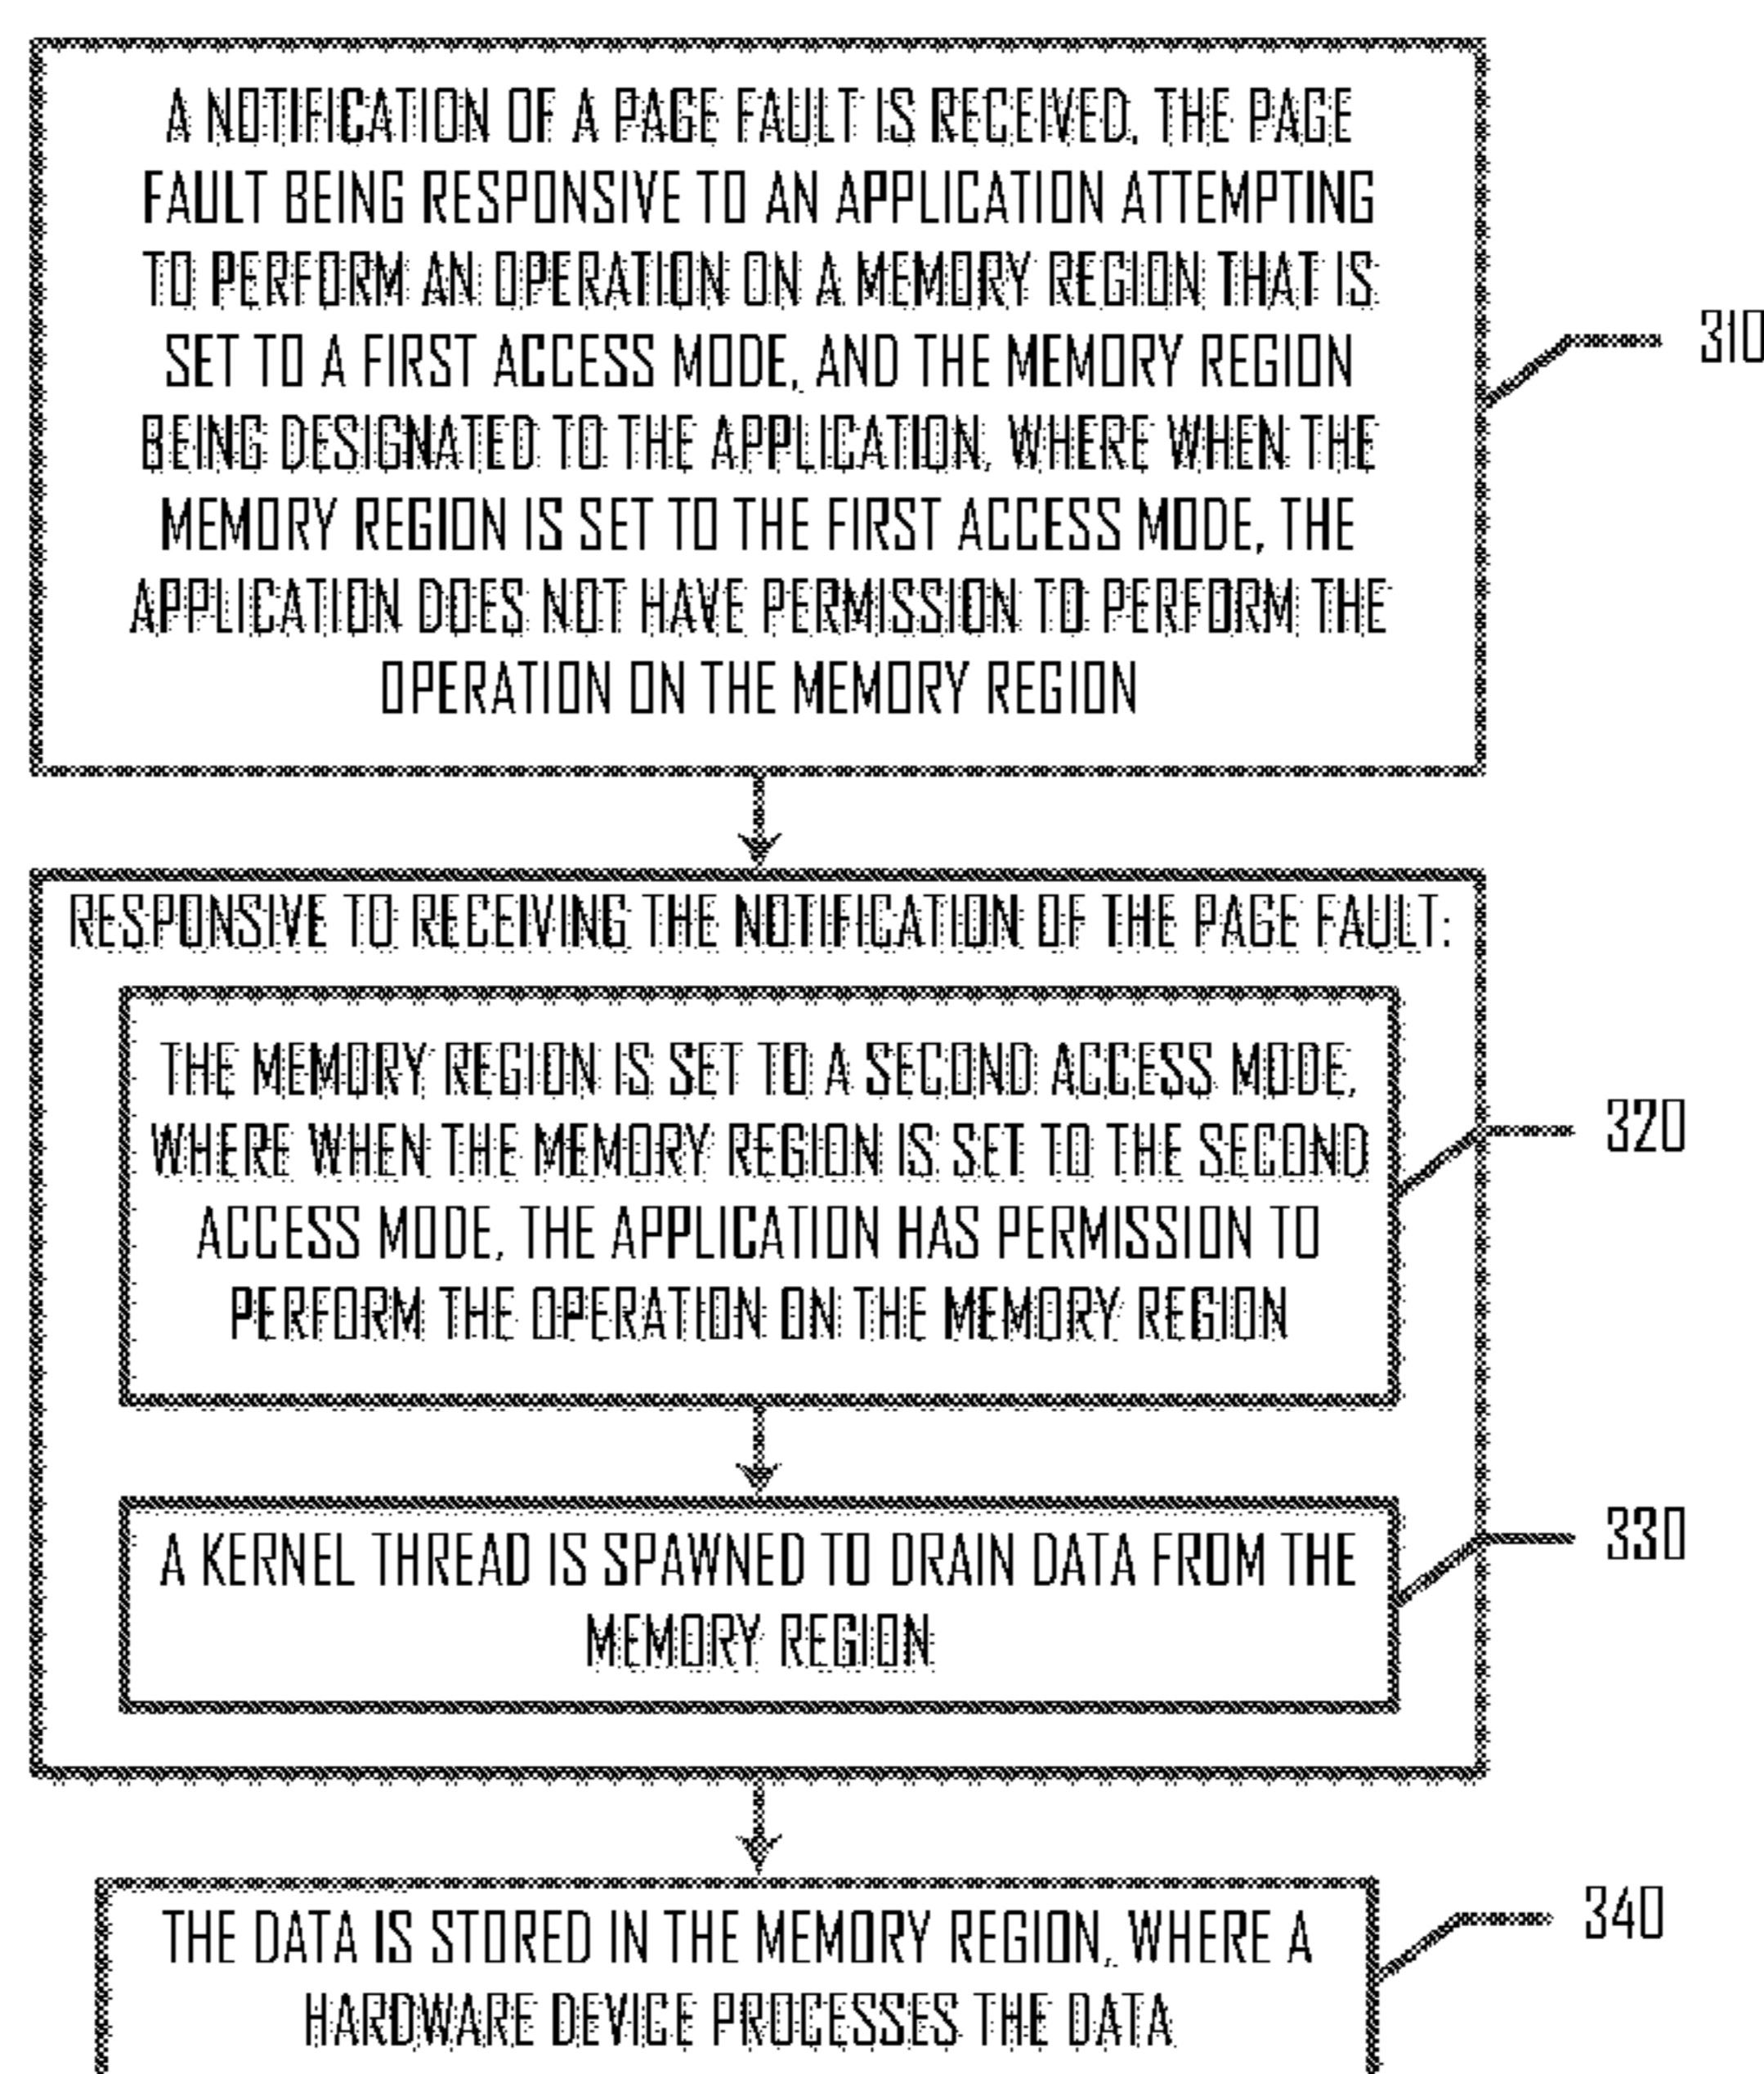 A NOTIFICATION OF A PAGE FAULT IS RECEIVED, THE PAGE
FAULT BEING RESPONSIVE TO AN APPLICATION ATTEMPTING
TO PERFORM AN OPERATION ON A MEMORY REGION THAT IS
SET TO A FIRST ACCESS MODE, AND THE MEMORY REGION
BEING DESIGNATED TO THE APPLICATION, WHERE WHEN THE
MEMORY REGION IS SET TO THE FIRST ACCESS MODE, THE
APPLICATION DOES NOT HAVE PERMISSION TO PERFORM THE
OPERATION ON THE MEMORY REGION
310
RESPONSIVE TO RECEIVING THE NOTIFICATION OF THE PAGE FAULT:
THE MEMORY REGION IS SET TO A SECOND ACCESS MODE,
WHERE WHEN THE MEMORY REGION IS SET TO THE SECOND
ACCESS MODE, THE APPLICATION HAS PERMISSION TO
PERFORM THE OPERATION ON THE MEMORY REGION
320
A KERNEL THREAD IS SPAWNED TO DRAIN DATA FROM THE
MEMORY REGION
330
THE DATA IS STORED IN THE MEMORY REGION, WHERE A
HARDWARE DEVICE PROCESSES THE DATA
340